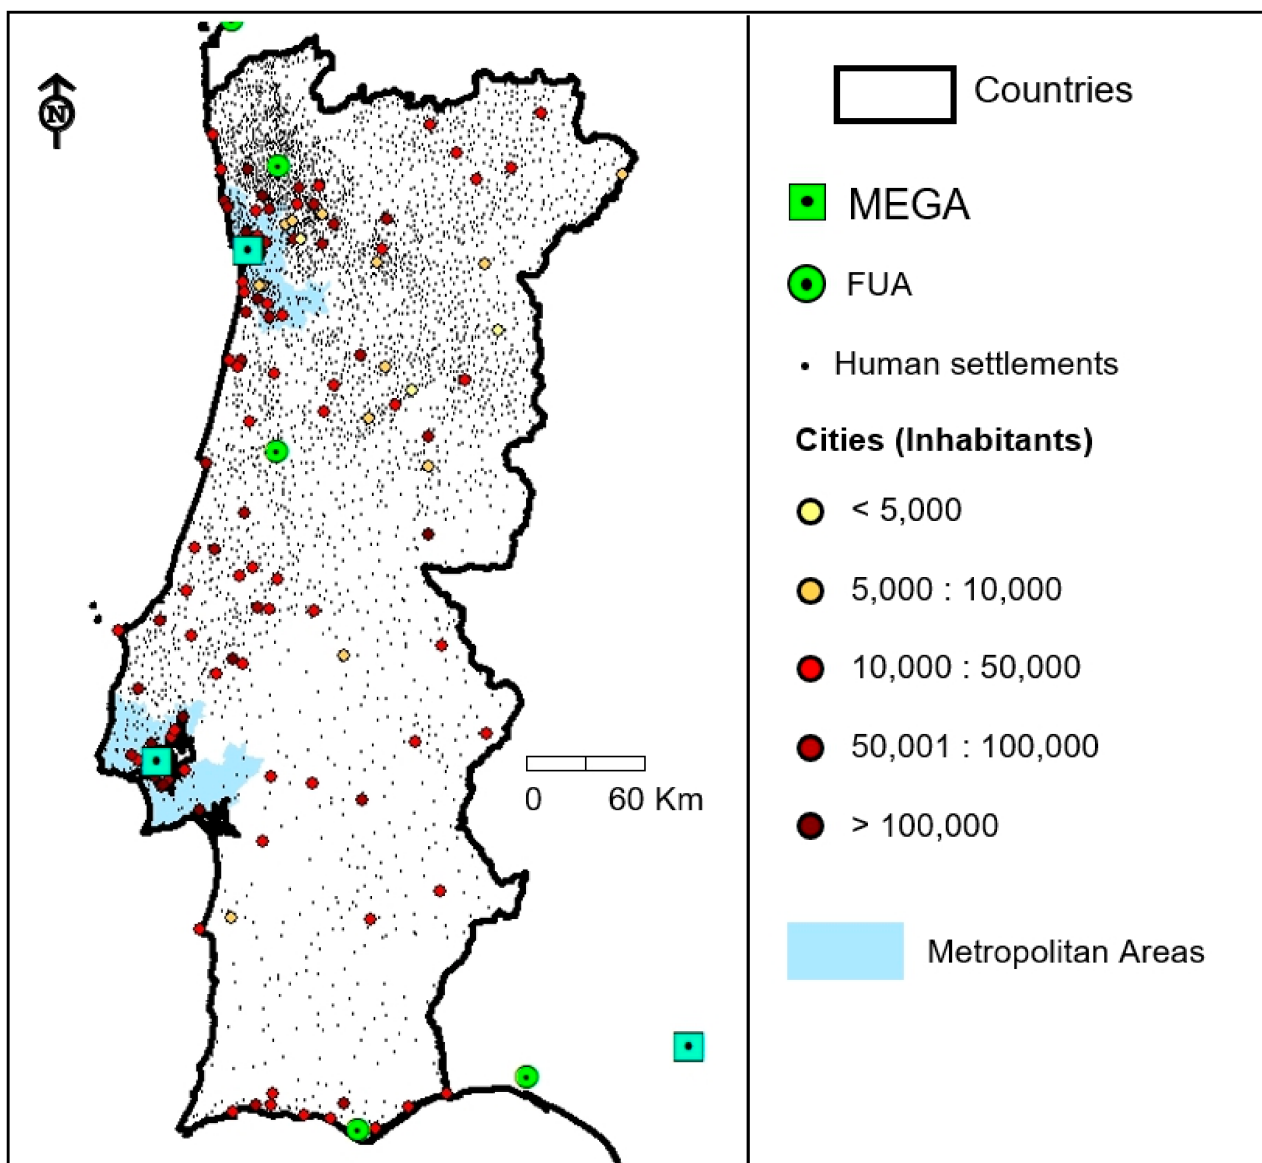 N
0 60 Km
Countries
MEGA
FUA
Human settlements
Cities (Inhabitants)
< 5,000
5,000 : 10,000
10,000 : 50,000
50,001 : 100,000
> 100,000
Metropolitan Areas